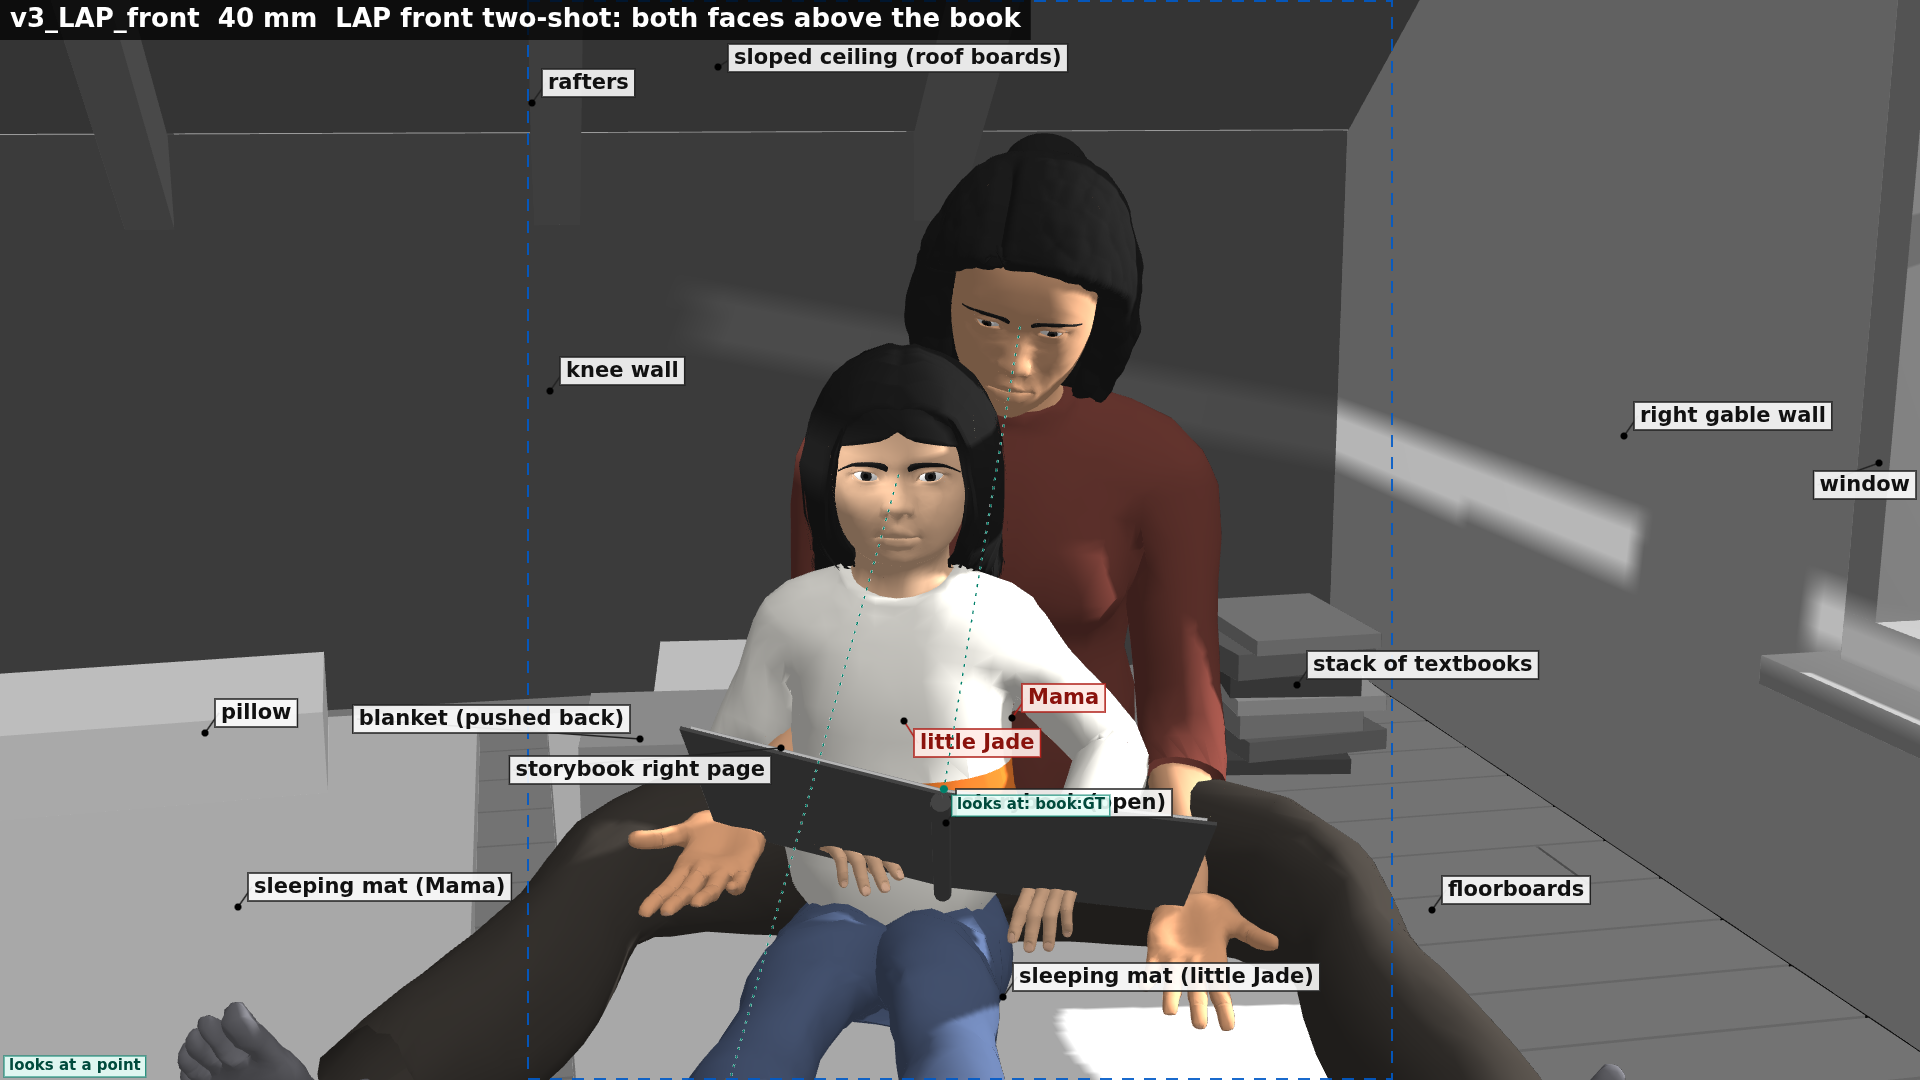 v3_LAP_front 40 mm LAP front two-shot: both faces above the book
sloped ceiling (roof boards)
rafters
knee wall
right gable wall
window
stack of textbooks
Mama
pillow
blanket (pushed back)
little Jade
storybook right page
looks at: book:GT
pen)
sleeping mat (Mama)
floorboards
sleeping mat (little Jade)
looks at a point